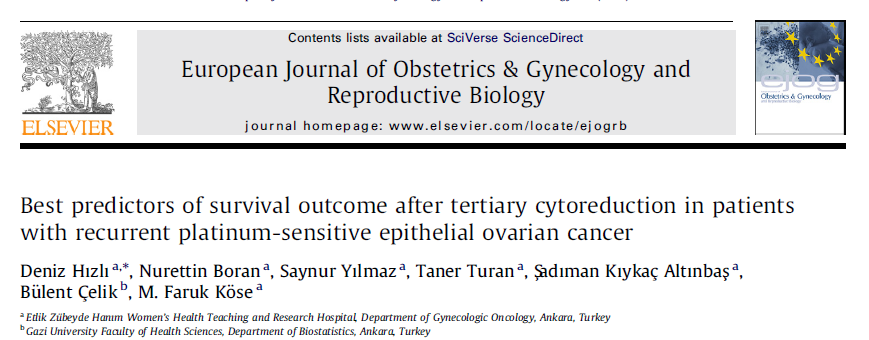 Contents lists available at SciVerse ScienceDirect
European Journal of Obstetrics & Gynecology and
Reproductive Biology
journal homepage: www.elsevier.com/locate/ejogrb
ELSEVIER
ejog
Obstetrics & Gynecology
Best predictors of survival outcome after tertiary cytoreduction in patients
with recurrent platinum-sensitive epithelial ovarian cancer
Deniz Hızlı a,*, Nurettin Boran a, Saynur Yılmaz a, Taner Turan a, Şadıman Kıykaç Altınbaş a,
Bülent Çelik b, M. Faruk Köse a
a Etlik Zübeyde Hanım Women's Health Teaching and Research Hospital, Department of Gynecologic Oncology, Ankara, Turkey
b Gazi University Faculty of Health Sciences, Department of Biostatistics, Ankara, Turkey